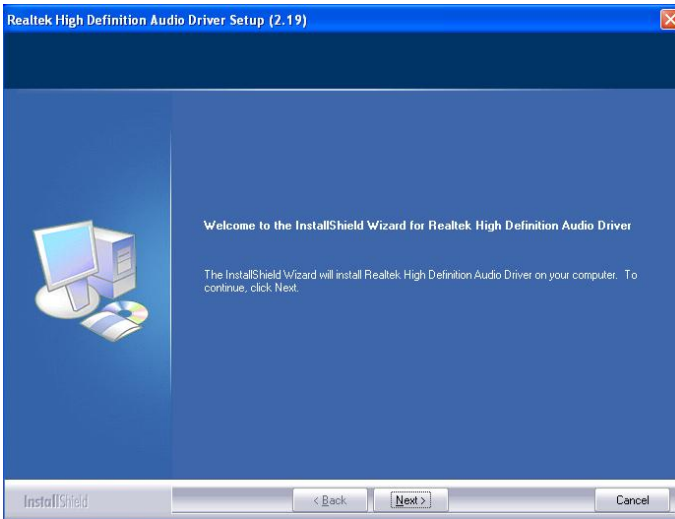 Realtek High Definition Audio Driver Setup (2.19)
Welcome to the InstallShield Wizard for Realtek High Definition Audio Driver
The InstallShield Wizard will install Realtek High Definition Audio Driver on your computer. To
continue, click Next.
InstallShield
< Back
Next >
Cancel